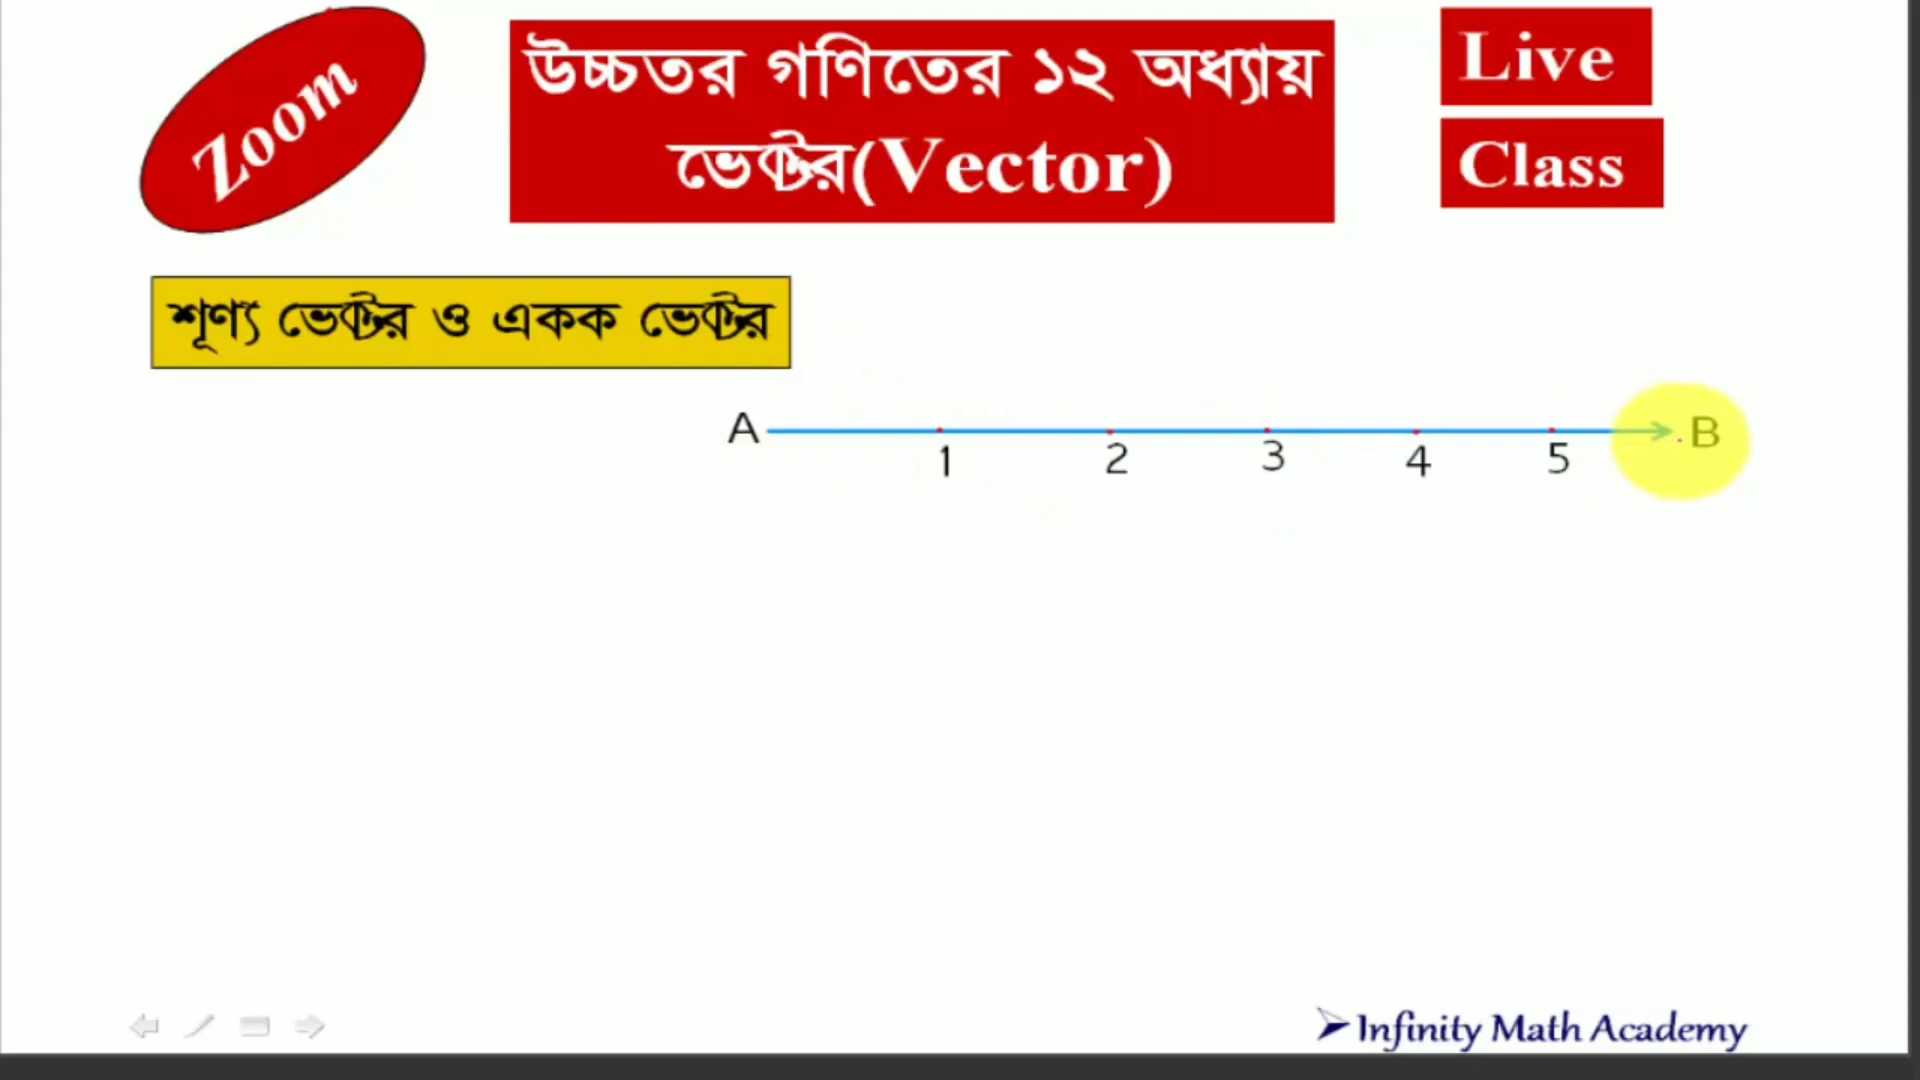 Zoom
উচ্চতর গণিতের ১২ অধ্যায়
ভেক্টর(Vector)
Live
Class
শূণ্য ভেক্টর ও একক ভেক্টর
A B
1 2 3 4 5
Infinity Math Academy